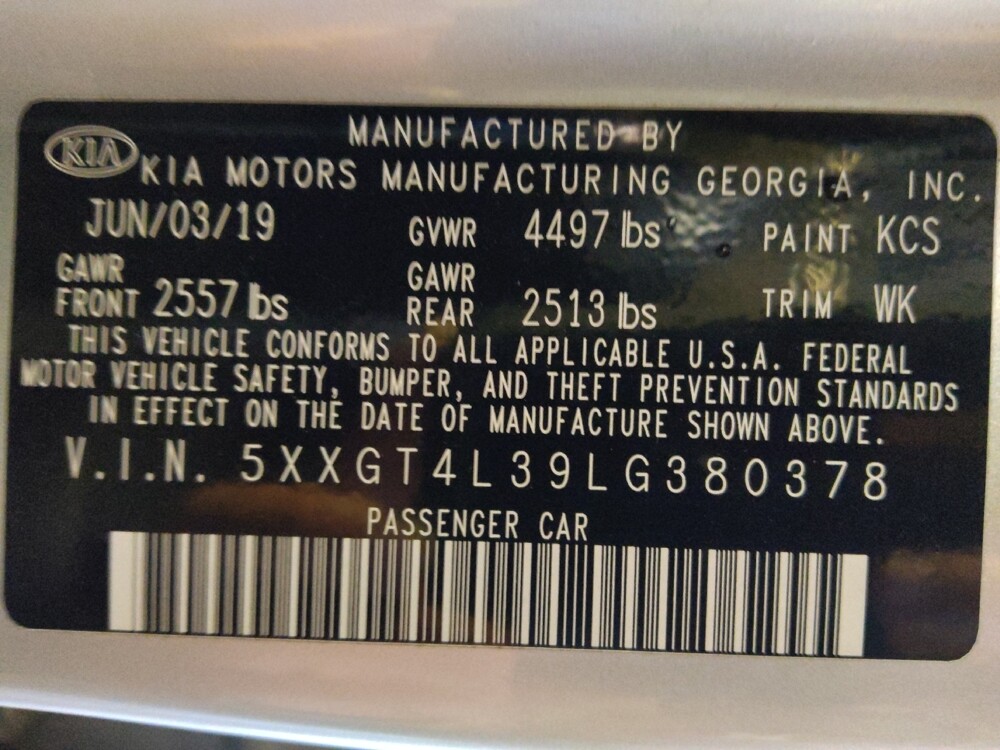 MANUFACTURED BY
KIA KIA MOTORS MANUFACTURING GEORGIA, INC.
JUN/03/19 GVWR 4497 lbs PAINT KCS
GAWR GAWR
FRONT 2557 lbs REAR 2513 lbs TRIM WK
THIS VEHICLE CONFORMS TO ALL APPLICABLE U.S.A. FEDERAL
MOTOR VEHICLE SAFETY, BUMPER, AND THEFT PREVENTION STANDARDS
IN EFFECT ON THE DATE OF MANUFACTURE SHOWN ABOVE.
V.I.N. 5XXGT4L39LG380378
PASSENGER CAR